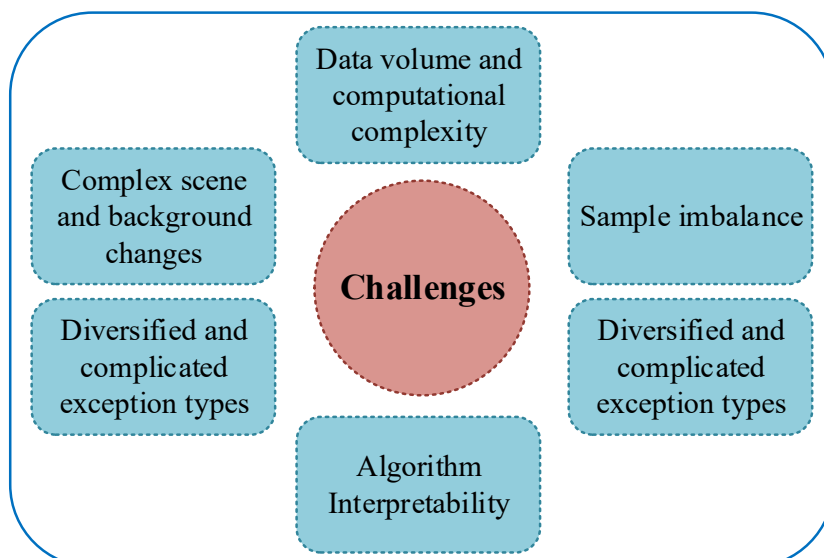 Data volume and
computational
complexity
Complex scene
and background
changes
Sample imbalance
Challenges
Diversified and
complicated
exception types
Diversified and
complicated
exception types
Algorithm
Interpretability